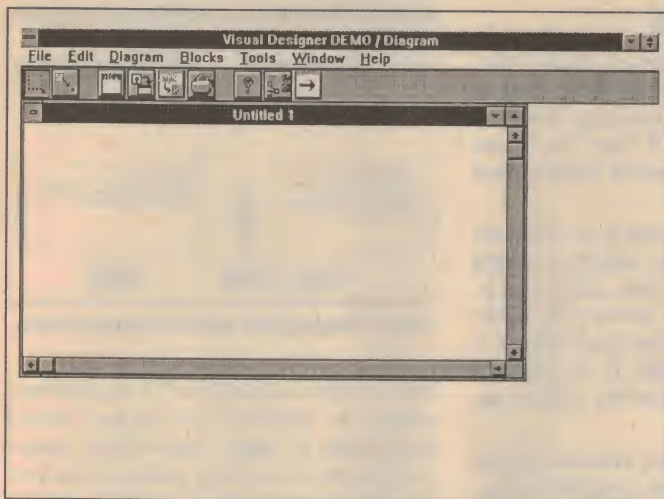 Visual Designer DEMO / Diagram
File Edit Diagram Blocks Tools Window Help
Untitled 1